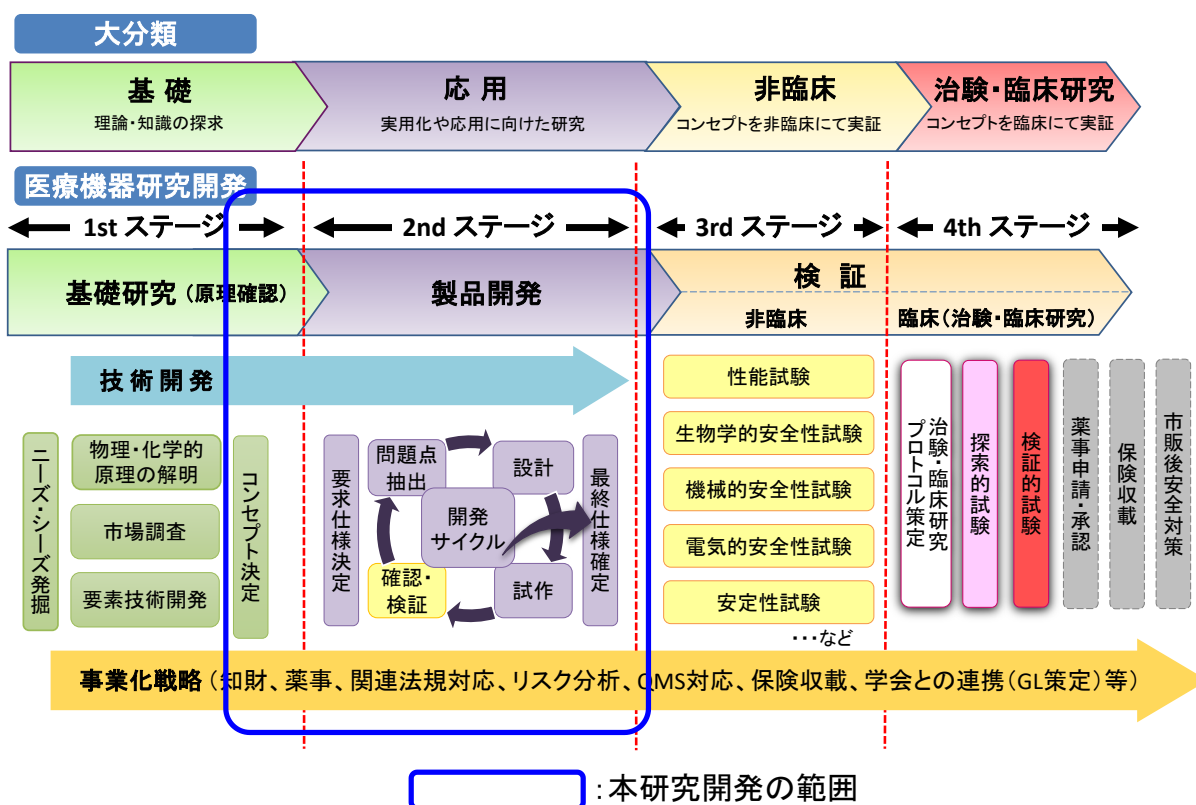 大分類
基礎
理論・知識の探求
応用
実用化や応用に向けた研究
非臨床
コンセプトを非臨床にて実証
治験・臨床研究
コンセプトを臨床にて実証
医療機器研究開発
1st ステージ
2nd ステージ
3rd ステージ
4th ステージ
基礎研究(原理確認)
製品開発
検証
非臨床
臨床(治験・臨床研究)
技術開発
ニーズ・シーズ発掘
物理・化学的
原理の解明
市場調査
要素技術開発
コンセプト決定
要求仕様決定
問題点
抽出
設計
開発
サイクル
確認・
検証
試作
最終仕様確定
性能試験
生物学的安全性試験
機械的安全性試験
電気的安全性試験
安定性試験
・・・など
治験・臨床研究
プロトコル策定
探索的試験
検証的試験
薬事申請・承認
保険収載
市販後安全対策
事業化戦略(知財、薬事、関連法規対応、リスク分析、QMS対応、保険収載、学会との連携(GL策定)等)
:本研究開発の範囲